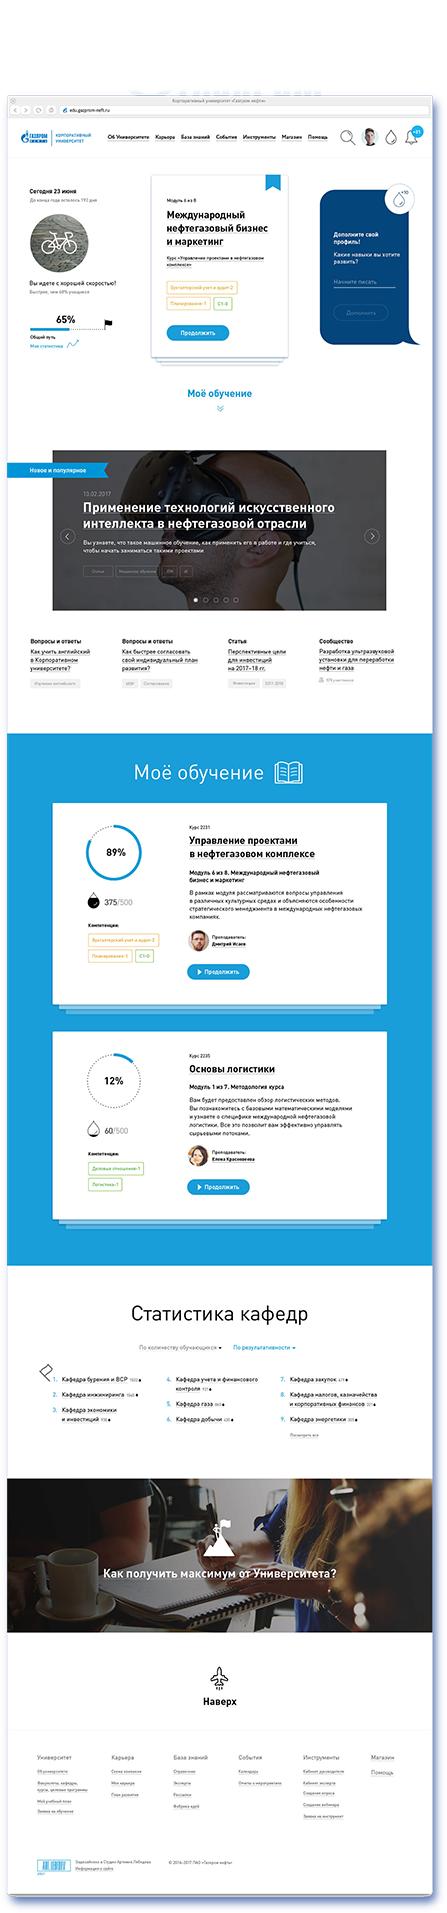 Корпоративный университет «Газпром нефти»
edu.gazprom-neft.ru
ГАЗПРОМ
НЕФТЬ
КОРПОРАТИВНЫЙ
УНИВЕРСИТЕТ
Об Университете Карьера База знаний События Инструменты Магазин Помощь
Сегодня 23 июня
До конца года осталось 192 дня
Вы идете с хорошей скоростью!
Быстрее, чем 68% учащихся
65%
Общий путь
Моя статистика
Модуль 6 из 8
Международный
нефтегазовый бизнес
и маркетинг
Курс «Управление проектами в нефтегазовом
комплексе»
Бухгалтерский учет и аудит–2
Планирование–1 С1–0
Продолжить
+10
Дополните свой
профиль!
Какие навыки вы хотите
развить?
Начните писать
Дополнить
Моё обучение
Новое и популярное
13.02.2017
Применение технологий искусственного
интеллекта в нефтегазовой отрасли
Вы узнаете, что такое машинное обучение, как применить его в работе и где учиться,
чтобы начать заниматься такими проектами
Статья Машинное обучение
Вопросы и ответы
Как учить английский
в Корпоративном
университете?
Изучение английского
Вопросы и ответы
Как быстрее согласовать
свой индивидуальный план
развития?
ИПР Согласование
Статья
Перспективные цели
для инвестиций
на 2017–18 гг.
Инвестиции 2017–2018
Сообщество
Разработка ультразвуковой
установки для переработки
нефти и газа
Моё обучение
89%
375/500
Компетенции:
Бухгалтерский учет и аудит–2
Планирование–1 С1–0
Курс 2231
Управление проектами
в нефтегазовом комплексе
Модуль 6 из 8. Международный нефтегазовый
бизнес и маркетинг
В рамках модуля рассматриваются вопросы управления
в различных культурных средах и объясняются особенности
стратегического менеджмента в международных нефтегазовых
компаниях.
Преподаватель:
Дмитрий Исаев
Продолжить
12%
60/500
Компетенции:
Деловые отношения–1
Логистика–1
Курс 2235
Основы логистики
Модуль 1 из 7. Методология курса
Вам будет предоставлен обзор логистических методов.
Вы познакомитесь с базовыми математическими моделями
и узнаете о специфике международной нефтегазовой
логистики. Все это позволит вам эффективно управлять
сырьевыми потоками.
Преподаватель:
Елена Красновеева
Продолжить
Статистика кафедр
По количеству обучающихся По результативности
1. Кафедра бурения и ВСР
2. Кафедра инжиниринга
3. Кафедра экономики
и инвестиций
4. Кафедра учета и финансового
контроля
5. Кафедра газа
6. Кафедра добычи
7. Кафедра закупок
8. Кафедра налогов, казначейства
и корпоративных финансов
9. Кафедра энергетики
Посмотреть все
Как получить максимум от Университета?
Наверх
Университет
Об университете
Факультеты, кафедры,
курсы, целевые программы
Мой учебный план
Заявка на обучение
Карьера
Схема компании
Моя карьера
План развития
База знаний
Справочник
Эксперты
Рассылки
Фабрика идей
События
Календарь
Отчеты о мероприятиях
Инструменты
Кабинет руководителя
Кабинет эксперта
Создание опроса
Создание вебинара
Заявка на инструмент
Магазин
Помощь
ART. LEBEDEV
Задизайнено в Студии Артемия Лебедева
Информация о сайте
© 2016–2017 ПАО «Газпром нефть»